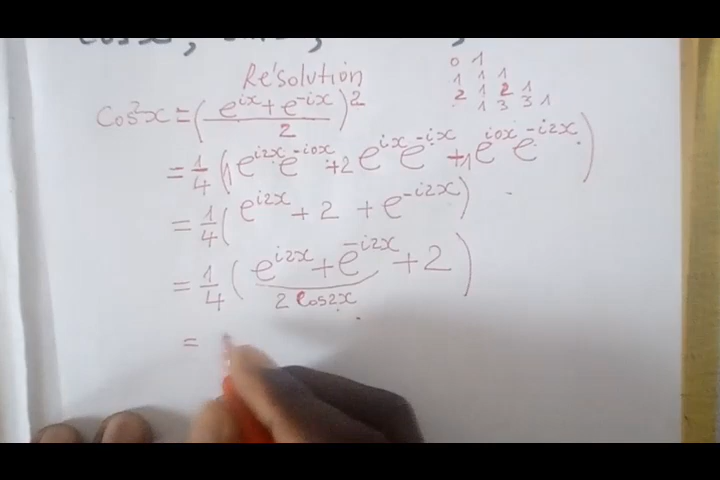 Résolution
0 1
1 1 1
2 1 2 1
1 3 3 1
Cos²x = ( (e^{ix} + e^{-ix}) / 2 )²
= 1/4 ( 1 e^{i2x} e^{-i0x} + 2 e^{ix} e^{-ix} + 1 e^{i0x} e^{-i2x} )
= 1/4 ( e^{i2x} + 2 + e^{-i2x} )
= 1/4 ( e^{i2x} + e^{-i2x} + 2 )
2 Cos2x
=